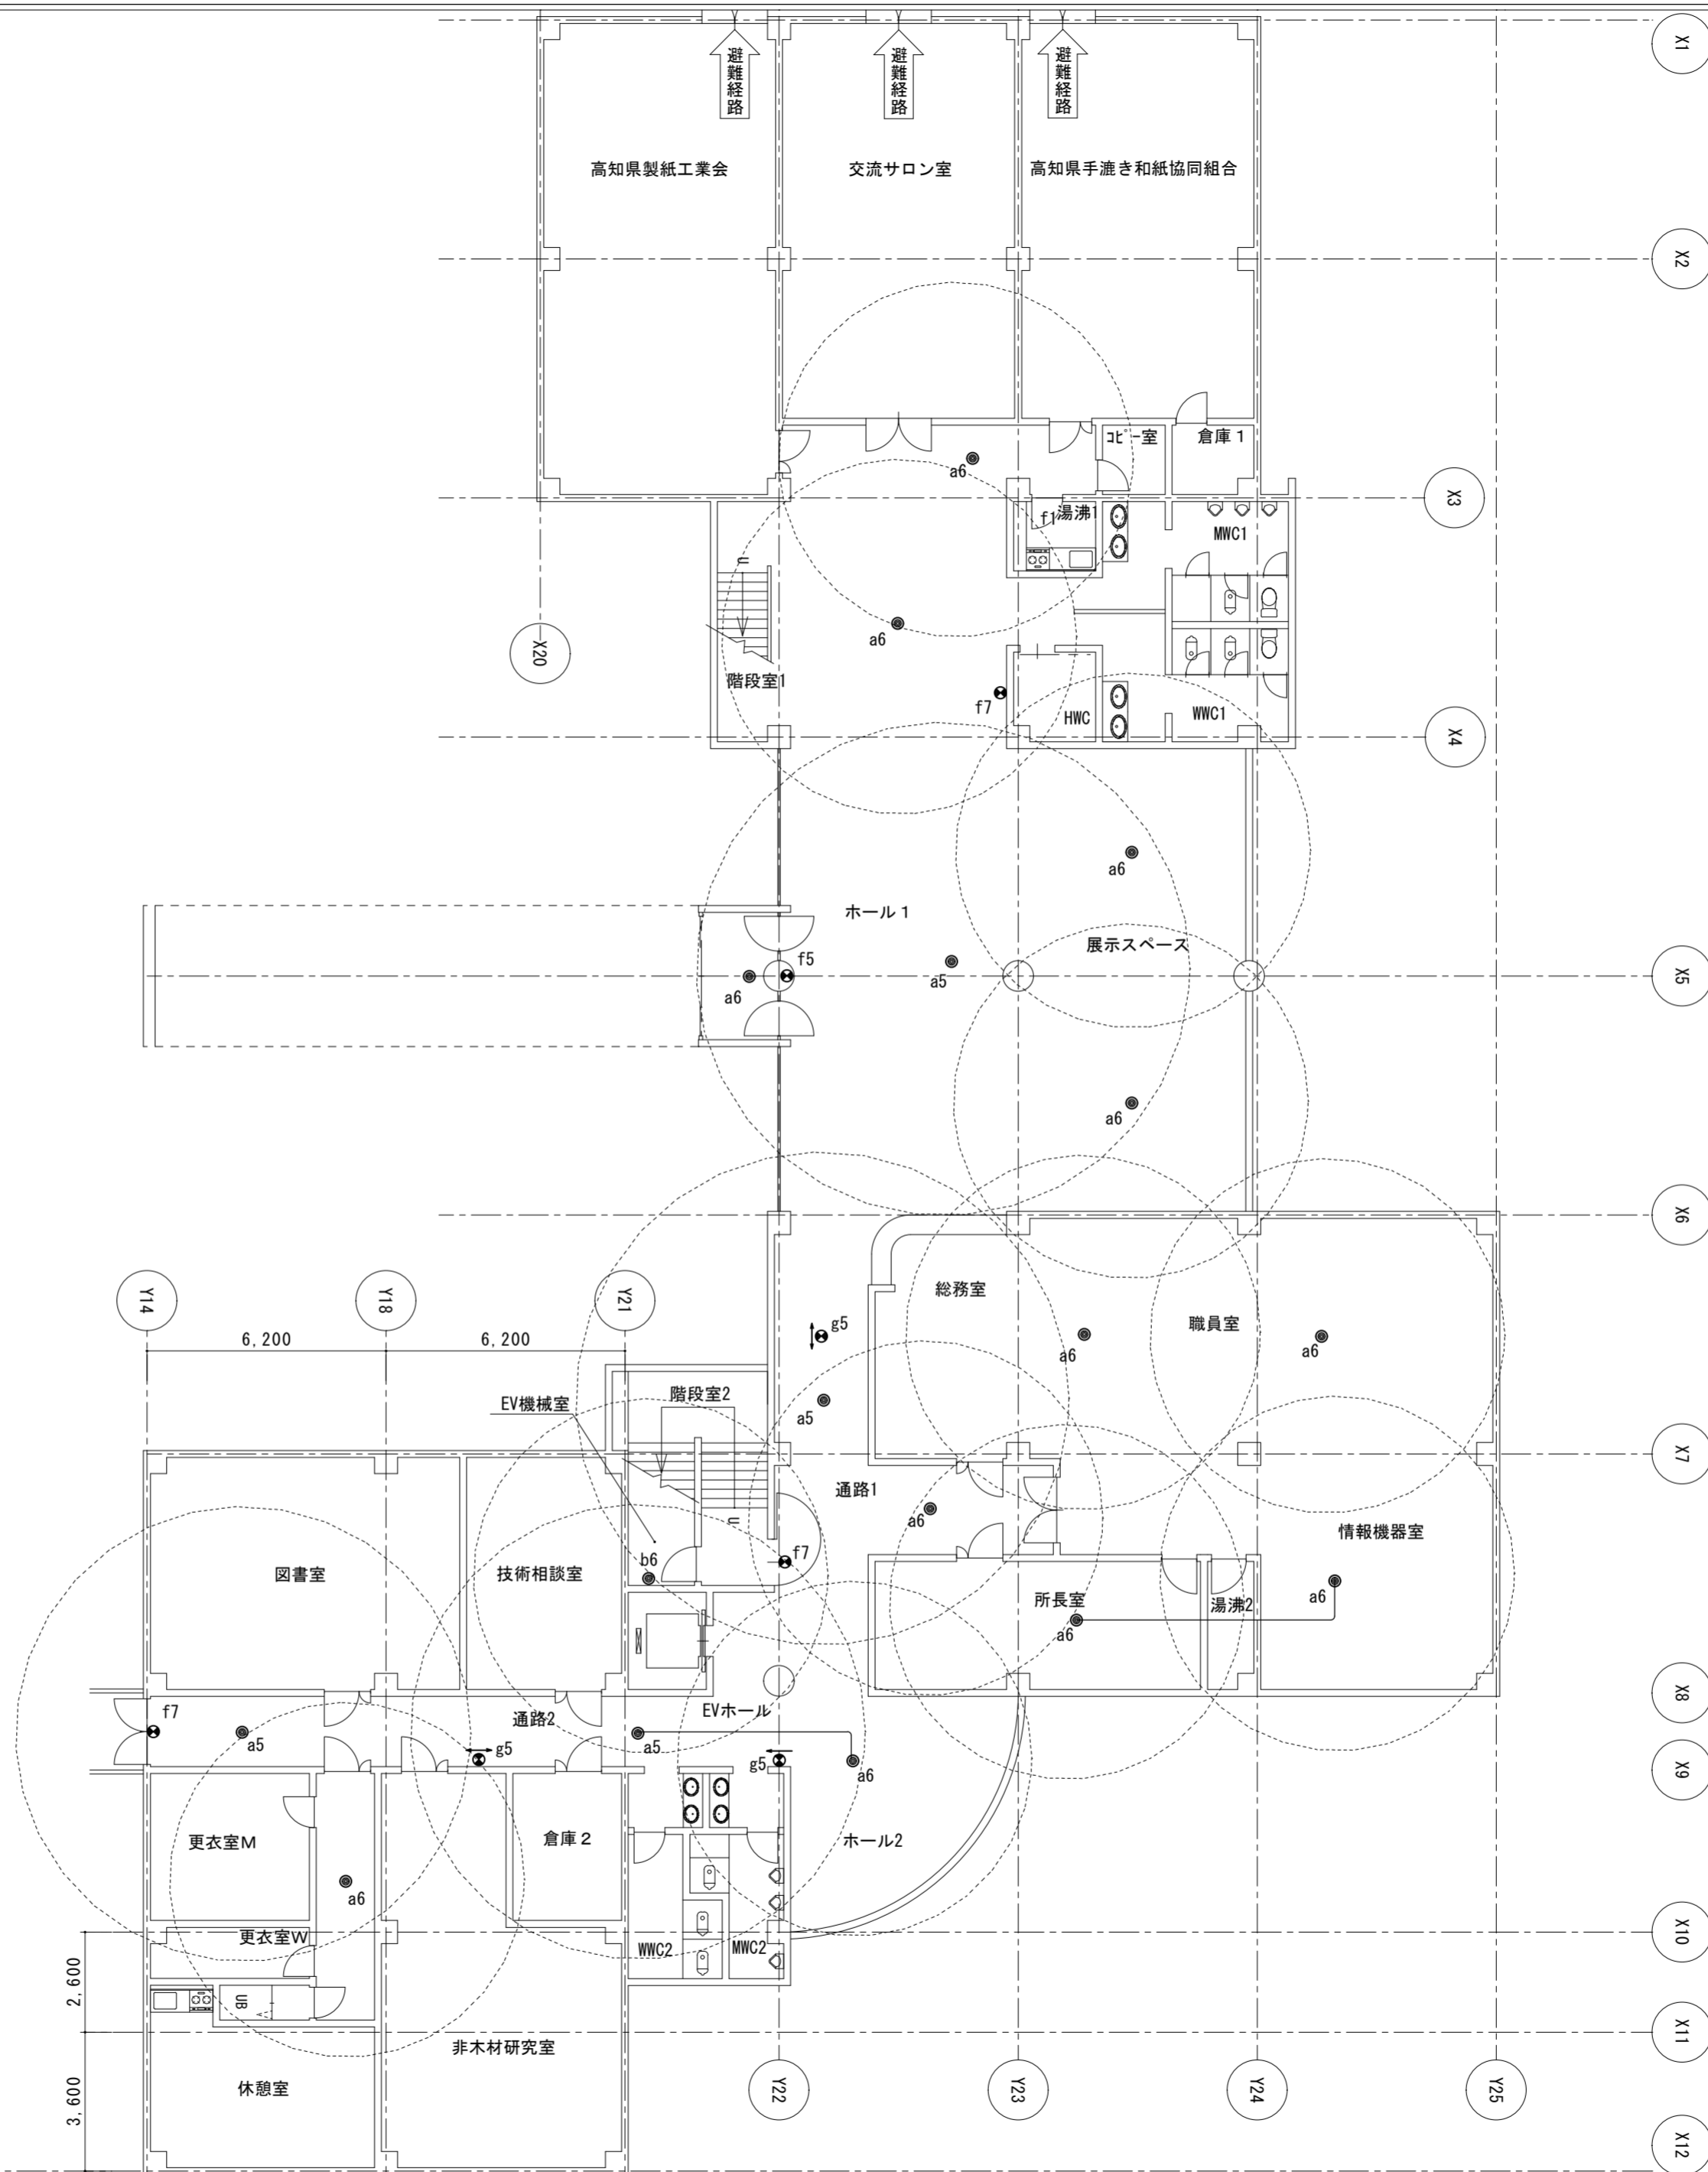 X1
避難経路
避難経路
避難経路
高知県製紙工業会
交流サロン室
高知県手漉き和紙協同組合
X2
ｺﾋﾟｰ室
倉庫１
a6
X3
f1
湯沸1
MWC1
U
a6
X20
階段室1
f7
HWC
WWC1
X4
a6
ホール１
展示スペース
f5
a5
a6
X5
a6
X6
総務室
Y14
Y18
Y21
職員室
g5
6,200
6,200
a6
a6
階段室2
EV機械室
a5
X7
通路1
a6
U
情報機器室
図書室
技術相談室
b6
f7
a6
所長室
湯沸2
a6
X8
EVホール
f7
通路2
a5
g5
a5
g5
a6
X9
更衣室M
倉庫２
ホール2
a6
更衣室W
WWC2
MWC2
X10
2,600
UB
X11
非木材研究室
休憩室
3,600
Y22
Y23
Y24
Y25
X12